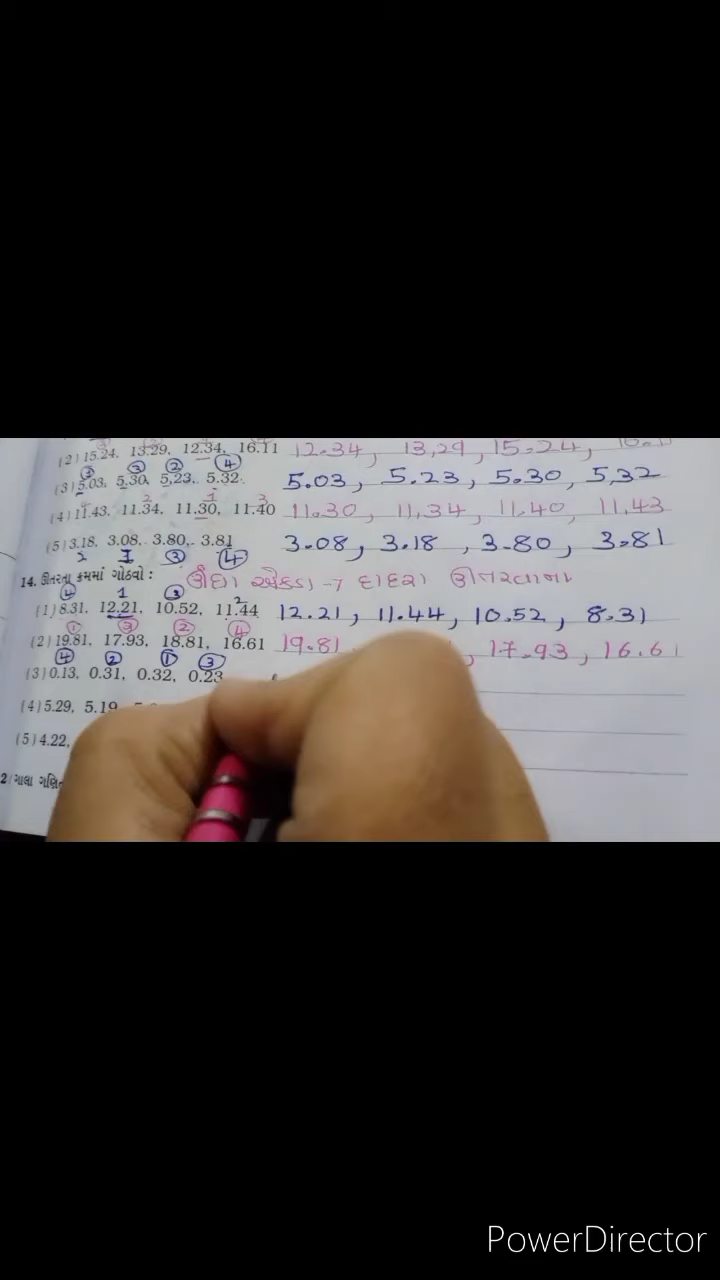 (2) 15.24, 13.29, 12.34, 16.11 12.34, 13,29, 15.24,
(3) 5.03, 5.30, 5,23, 5.32. 5.03, 5.23, 5.30, 5,32
(4) 11.43, 11.34, 11.30, 11.40 11.30, 11,34, 11,40, 11,43
(5) 3.18, 3.08, 3.80, 3.81 3.08, 3.18, 3.80, 3.81
14. ઊતરતા ક્રમમાં ગોઠવો :
(1) 8.31, 12.21, 10.52, 11.44 12.21, 11.44, 10.52, 8.31
(2) 19.81, 17.93, 18.81, 16.61 19.81 , 17.93, 16.61
(3) 0.13, 0.31, 0.32, 0.23
(4) 5.29, 5.19
(5) 4.22,
PowerDirector